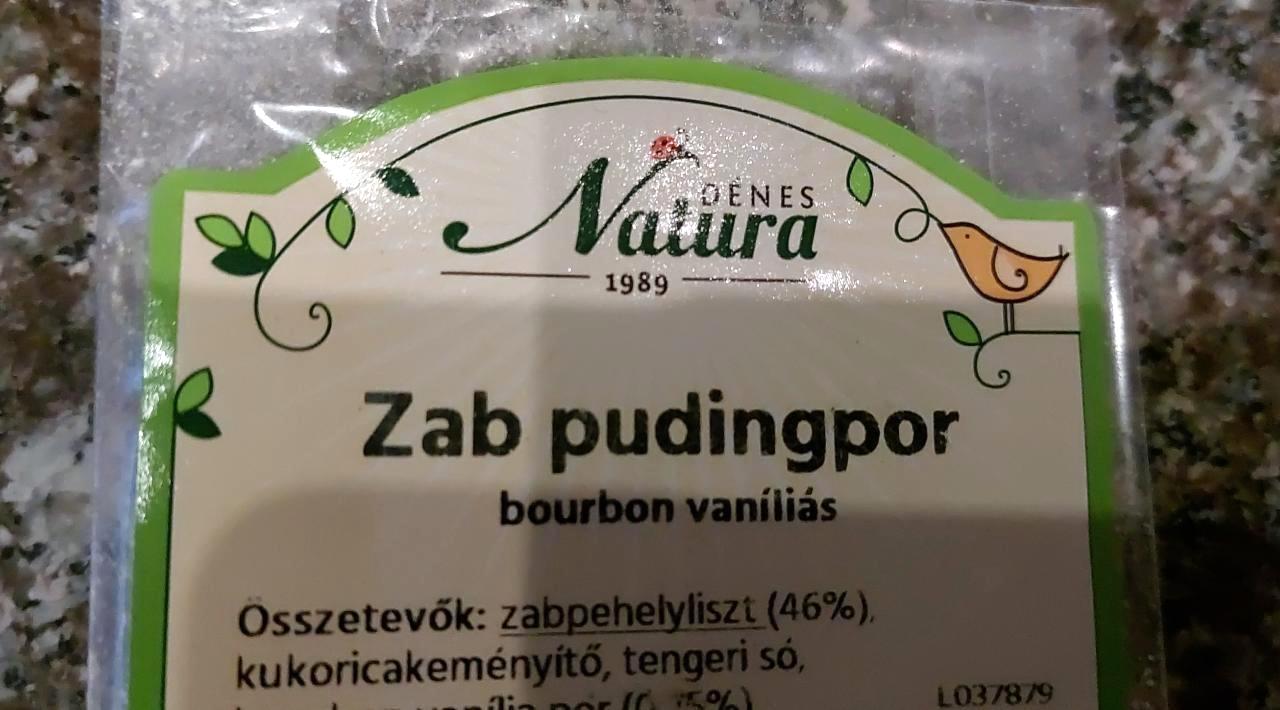 DÉNES
Natura
1989
Zab pudingpor
bourbon vaníliás
Összetevők: zabpehelyliszt (46%),
kukoricakeményítő, tengeri só,
L037879